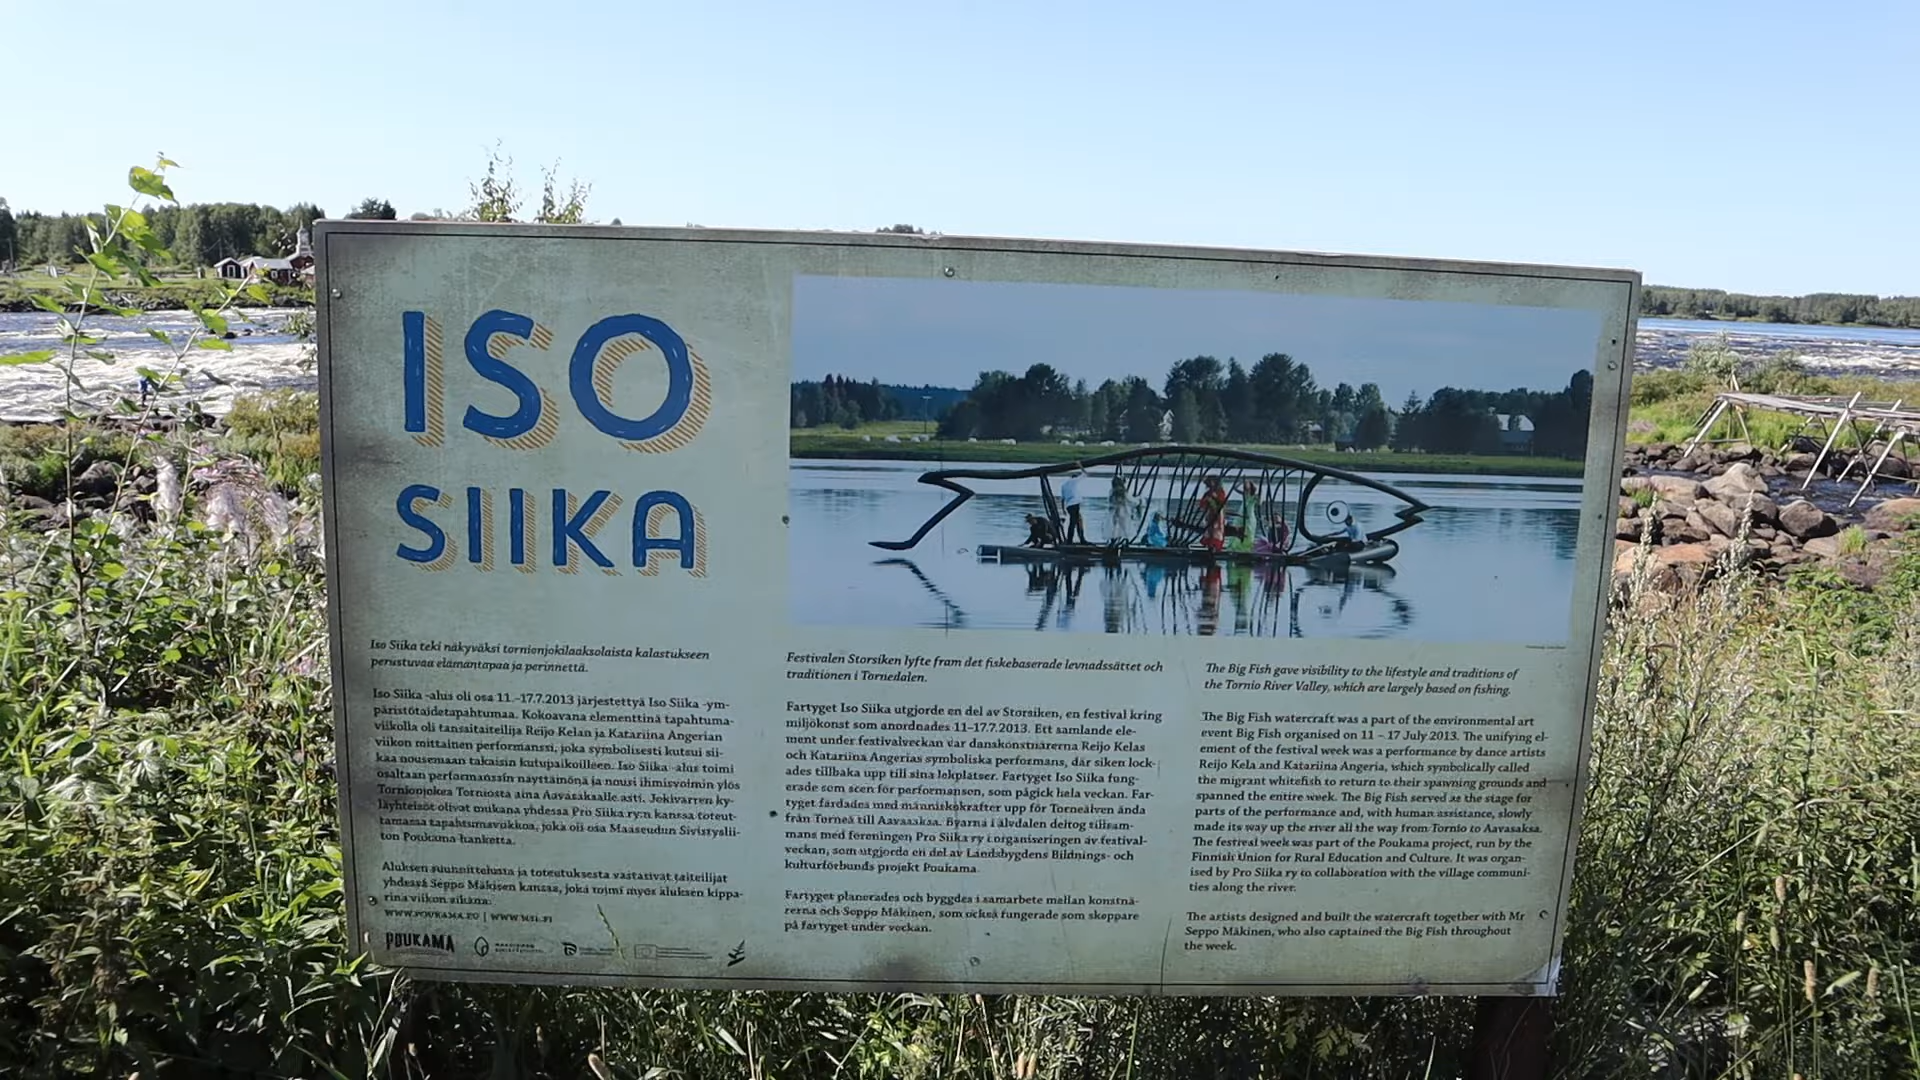 ISO
SIIKA
Iso Siika teki näkyväksi tornionjokilaaksolaista kalastukseen
perustuvaa elämäntapaa ja perinnettä.
Iso Siika -alus oli osa 11.–17.7.2013 järjestettyä Iso Siika -ym-
päristötaidetapahtumaa. Kokoavana elementtinä tapahtuma-
viikolla oli tanssitaiteilija Reijo Kelan ja Katariina Angerian
viikon mittainen performanssi, joka symbolisesti kutsui sii-
kaa nousemaan takaisin kutupaikoilleen. Iso Siika -alus toimi
osaltaan performanssin näyttämönä ja nousi ihmisvoimin ylös
Tornionjokea Torniosta aina Aavasaksalle asti. Jokivarren ky-
läyhteisöt olivat mukana yhdessä Pro Siika ry:n kanssa toteut-
tamassa tapahtumaviikkoa, joka oli osa Maaseudun Sivistyslii-
ton Poukama-hanketta.
Aluksen suunnittelusta ja toteutuksesta vastasivat taiteilijat
yhdessä Seppo Mäkisen kanssa, joka toimi myös aluksen kippa-
rina viikon aikana.
WWW.POUKAMA.EU | WWW.MSL.FI
POUKAMA
Festivalen Storsiken lyfte fram det fiskebaserade levnadssättet och
traditionen i Tornedalen.
Fartyget Iso Siika utgjorde en del av Storsiken, en festival kring
miljökonst som anordnades 11–17.7.2013. Ett samlande ele-
ment under festivalveckan var danskonstnärerna Reijo Kelas
och Katariina Angerias symboliska performans, där siken lock-
ades tillbaka upp till sina lekplatser. Fartyget Iso Siika fung-
erade som scen för performansen, som pågick hela veckan. Far-
tyget färdades med människokrafter upp för Torneälven ända
från Torneå till Aavasaksa. Byarna i älvdalen deltog tillsam-
mans med föreningen Pro Siika ry i organiseringen av festival-
veckan, som utgjorde en del av Landsbygdens Bildnings- och
kulturförbunds projekt Poukama.
Fartyget planerades och byggdes i samarbete mellan konstnä-
rerna och Seppo Mäkinen, som också fungerade som skeppare
på fartyget under veckan.
The Big Fish gave visibility to the lifestyle and traditions of
the Tornio River Valley, which are largely based on fishing.
The Big Fish watercraft was a part of the environmental art
event Big Fish organised on 11 – 17 July 2013. The unifying el-
ement of the festival week was a performance by dance artists
Reijo Kela and Katariina Angeria, which symbolically called
the migrant whitefish to return to their spawning grounds and
spanned the entire week. The Big Fish served as the stage for
parts of the performance and, with human assistance, slowly
made its way up the river all the way from Tornio to Aavasaksa.
The festival week was part of the Poukama project, run by the
Finnish Union for Rural Education and Culture. It was organ-
ised by Pro Siika ry in collaboration with the village communi-
ties along the river.
The artists designed and built the watercraft together with Mr
Seppo Mäkinen, who also captained the Big Fish throughout
the week.